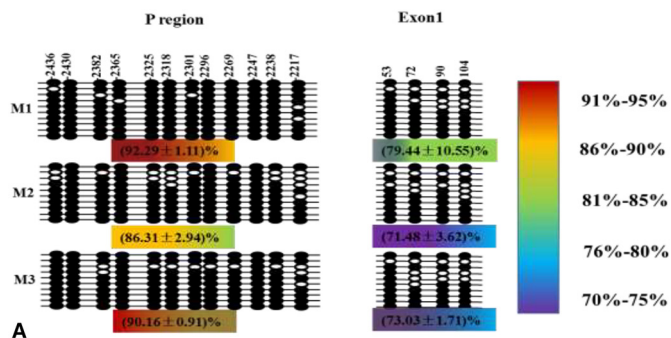 P region Exon1
-2436 -2430 -2382 -2365 -2325 -2318 -2301 -2296 -2269 -2247 -2238 -2217 53 72 90 104
M1
(92.29±1.11)% (79.44±10.55)%
M2
(86.31±2.94)% (71.48±3.62)%
M3
(90.16±0.91)% (73.03±1.71)%
91%-95%
86%-90%
81%-85%
76%-80%
70%-75%
A